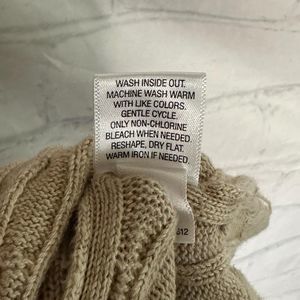 WASH INSIDE OUT.
MACHINE WASH WARM
WITH LIKE COLORS.
GENTLE CYCLE.
ONLY NON-CHLORINE
BLEACH WHEN NEEDED.
RESHAPE, DRY FLAT.
WARM IRON IF NEEDED.
612